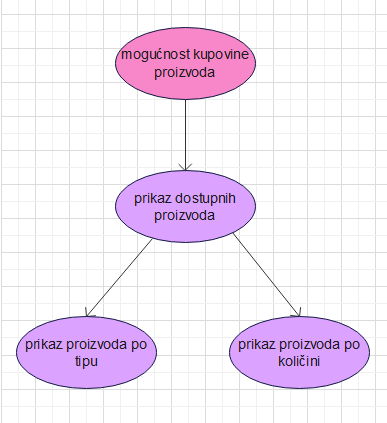 mogućnost kupovine
proizvoda
prikaz dostupnih
proizvoda
prikaz proizvoda po
tipu
prikaz proizvoda po
količini